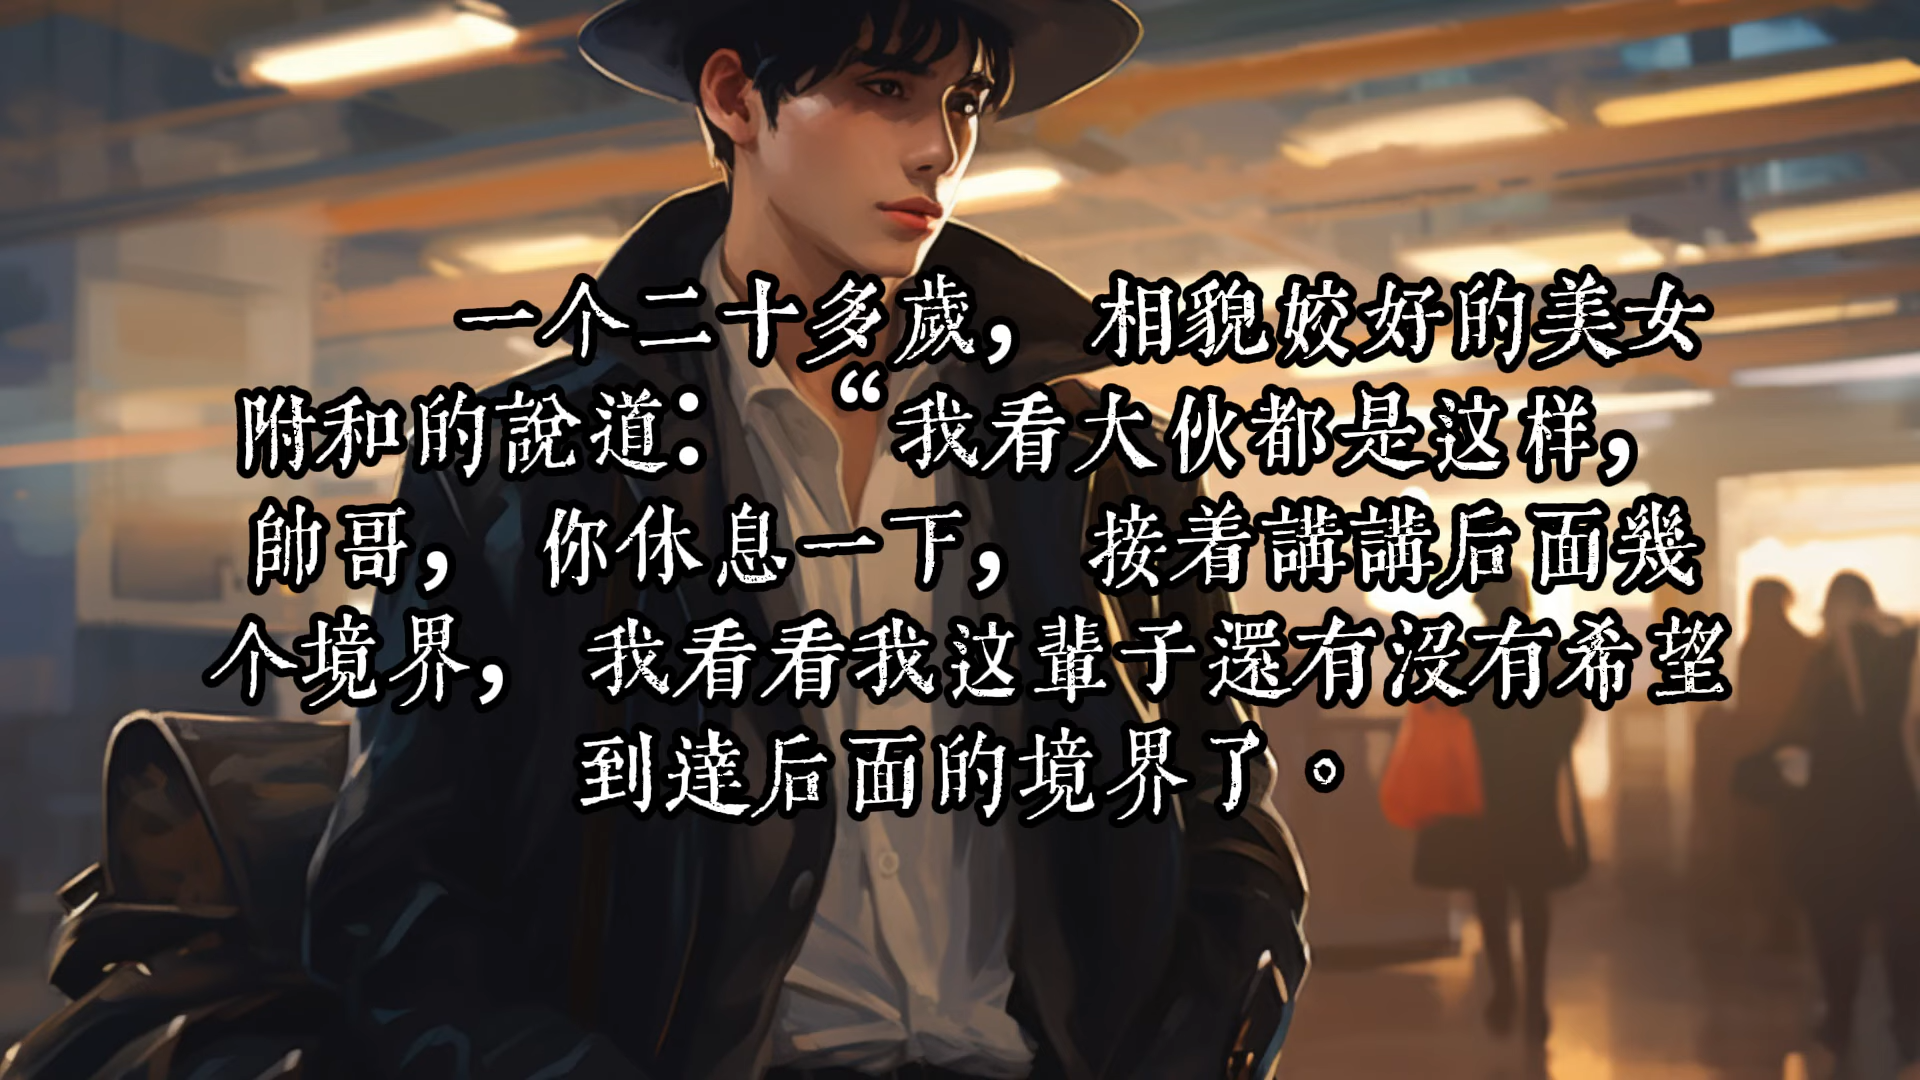 一个二十多歲，相貌姣好的美女
附和的說道：“我看大伙都是这样，
帥哥，你休息一下，接着講講后面幾
个境界，我看看我这輩子還有沒有希望
到達后面的境界了。